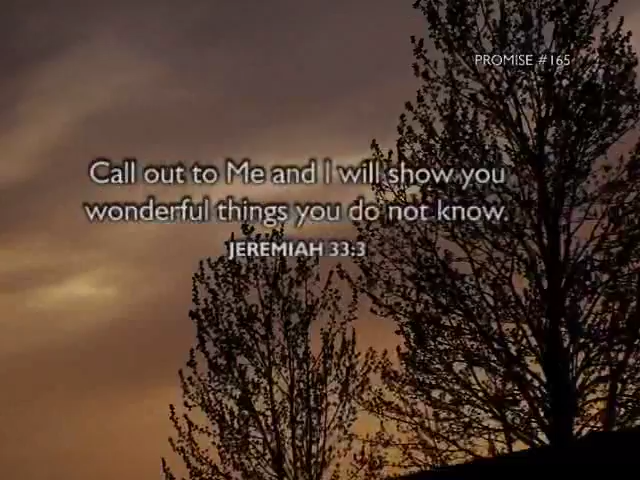 PROMISE #165
Call out to Me and I will show you
wonderful things you do not know.
JEREMIAH 33:3